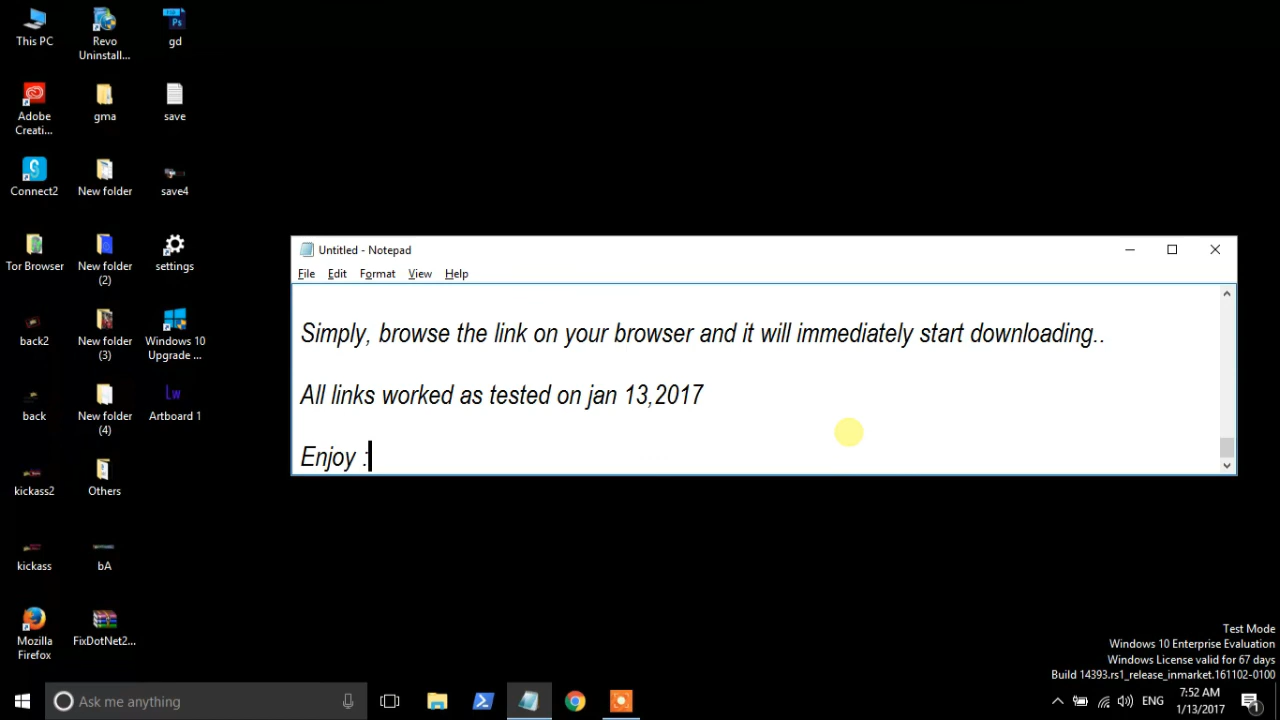 This PC
Revo
Uninstall...
gd
Adobe
Creati...
gma
save
Connect2
New folder
save4
Tor Browser
New folder
(2)
settings
back2
New folder
(3)
Windows 10
Upgrade ...
back
New folder
(4)
Lw
Artboard 1
kickass2
Others
kickass
bA
Mozilla
Firefox
FixDotNet2...
Untitled - Notepad
File Edit Format View Help
Simply, browse the link on your browser and it will immediately start downloading..
All links worked as tested on jan 13,2017
Enjoy :
Test Mode
Windows 10 Enterprise Evaluation
Windows License valid for 67 days
Build 14393.rs1_release_inmarket.161102-0100
Ask me anything
ENG
7:52 AM
1/13/2017
1